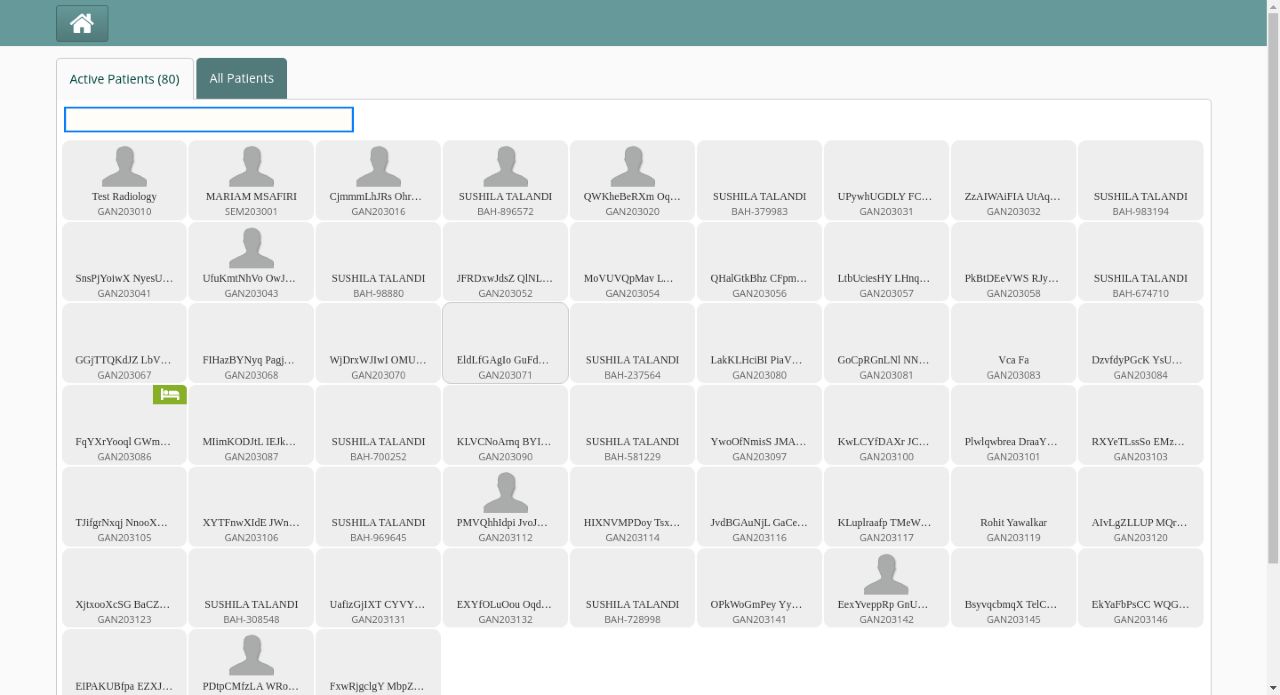 Active Patients (80)
All Patients
Test Radiology
GAN203010
MARIAM MSAFIRI
SEM203001
CjmmmLhJRs Ohr…
GAN203016
SUSHILA TALANDI
BAH-896572
QWKheBeRXm Oq…
GAN203020
SUSHILA TALANDI
BAH-379983
UPywhUGDLY FC…
GAN203031
ZzAIWAiFIA UtAq…
GAN203032
SUSHILA TALANDI
BAH-983194
SnsPjYoiwX NyesU…
GAN203041
UfuKmtNhVo OwJ…
GAN203043
SUSHILA TALANDI
BAH-98880
JFRDxwJdsZ QlNL…
GAN203052
MoVUVQpMav L…
GAN203054
QHalGtkBhz CFpm…
GAN203056
LtbUciesHY LHnq…
GAN203057
PkBtDEeVWS RJy…
GAN203058
SUSHILA TALANDI
BAH-674710
GGjTTQKdJZ LbV…
GAN203067
FIHazBYNyq Pagj…
GAN203068
WjDrxWJIwI OMU…
GAN203070
EldLfGAgIo GuFd…
GAN203071
SUSHILA TALANDI
BAH-237564
LakKLHciBI PiaV…
GAN203080
GoCpRGnLNl NN…
GAN203081
Vca Fa
GAN203083
DzvfdyPGcK YsU…
GAN203084
FqYXrYooql GWm…
GAN203086
MIimKODJtL IEJk…
GAN203087
SUSHILA TALANDI
BAH-700252
KLVCNoAmq BYI…
GAN203090
SUSHILA TALANDI
BAH-581229
YwoOfNmisS JMA…
GAN203097
KwLCYfDAXr JC…
GAN203100
Plwlqwbrea DraaY…
GAN203101
RXYeTLssSo EMz…
GAN203103
TJifgrNxqj NnooX…
GAN203105
XYTFnwXIdE JWn…
GAN203106
SUSHILA TALANDI
BAH-969645
PMVQhhIdpi JvoJ…
GAN203112
HIXNVMPDoy Tsx…
GAN203114
JvdBGAuNjL GaCe…
GAN203116
KLuplraafp TMeW…
GAN203117
Rohit Yawalkar
GAN203119
AIvLgZLLUP MQr…
GAN203120
XjtxooXcSG BaCZ…
GAN203123
SUSHILA TALANDI
BAH-308548
UafizGjIXT CYVY…
GAN203131
EXYfOLuOou Oqd…
GAN203132
SUSHILA TALANDI
BAH-728998
OPkWoGmPey Yy…
GAN203141
EexYveppRp GnU…
GAN203142
BsyvqcbmqX TelC…
GAN203145
EkYaFbPsCC WQG…
GAN203146
EIPAKUBfpa EZXJ…
PDtpCMfzLA WRo…
FxwRjgclgY MbpZ…